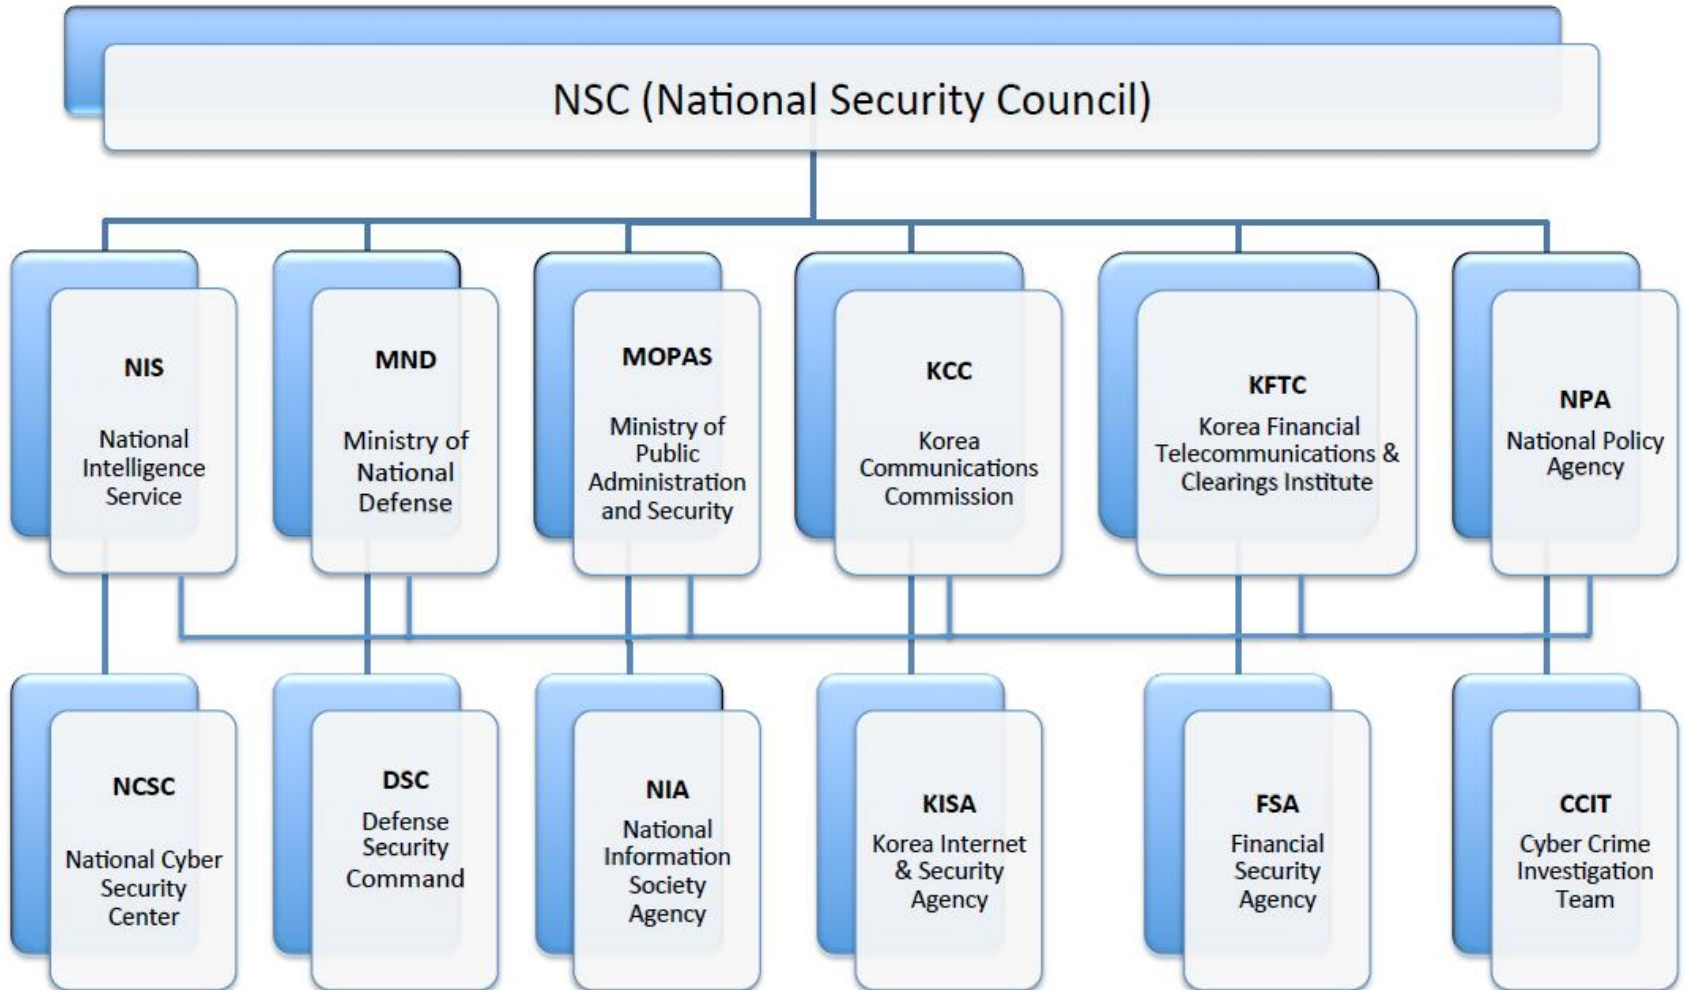 NSC (National Security Council)
NIS
National
Intelligence
Service
MND
Ministry of
National
Defense
MOPAS
Ministry of
Public
Administration
and Security
KCC
Korea
Communications
Commission
KFTC
Korea Financial
Telecommunications &
Clearings Institute
NPA
National Policy
Agency
NCSC
National Cyber
Security
Center
DSC
Defense
Security
Command
NIA
National
Information
Society
Agency
KISA
Korea Internet
& Security
Agency
FSA
Financial
Security
Agency
CCIT
Cyber Crime
Investigation
Team